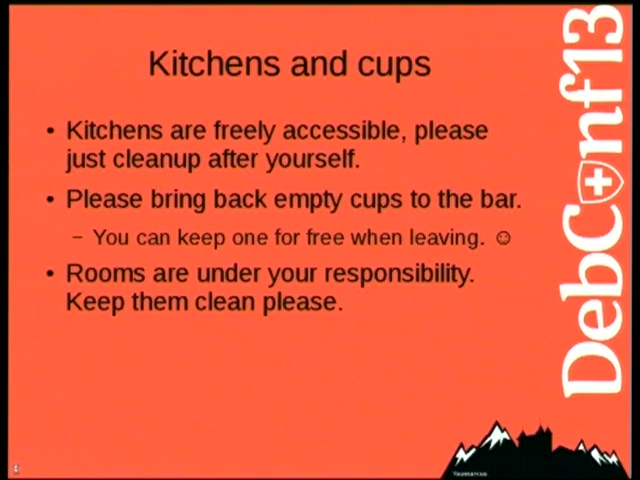 Kitchens and cups
• Kitchens are freely accessible, please
just cleanup after yourself.
• Please bring back empty cups to the bar.
– You can keep one for free when leaving. ☺
• Rooms are under your responsibility.
Keep them clean please.
DebConf13
Vaumarcus